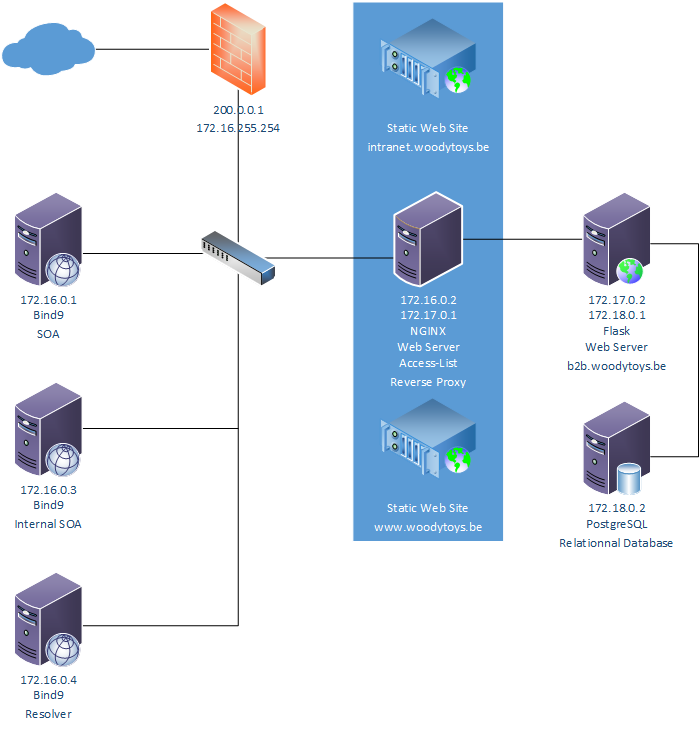 200.0.0.1
172.16.255.254
Static Web Site
intranet.woodytoys.be
172.16.0.1
Bind9
SOA
172.16.0.2
172.17.0.1
NGINX
Web Server
Access-List
Reverse Proxy
172.17.0.2
172.18.0.1
Flask
Web Server
b2b.woodytoys.be
172.16.0.3
Bind9
Internal SOA
Static Web Site
www.woodytoys.be
172.18.0.2
PostgreSQL
Relationnal Database
172.16.0.4
Bind9
Resolver